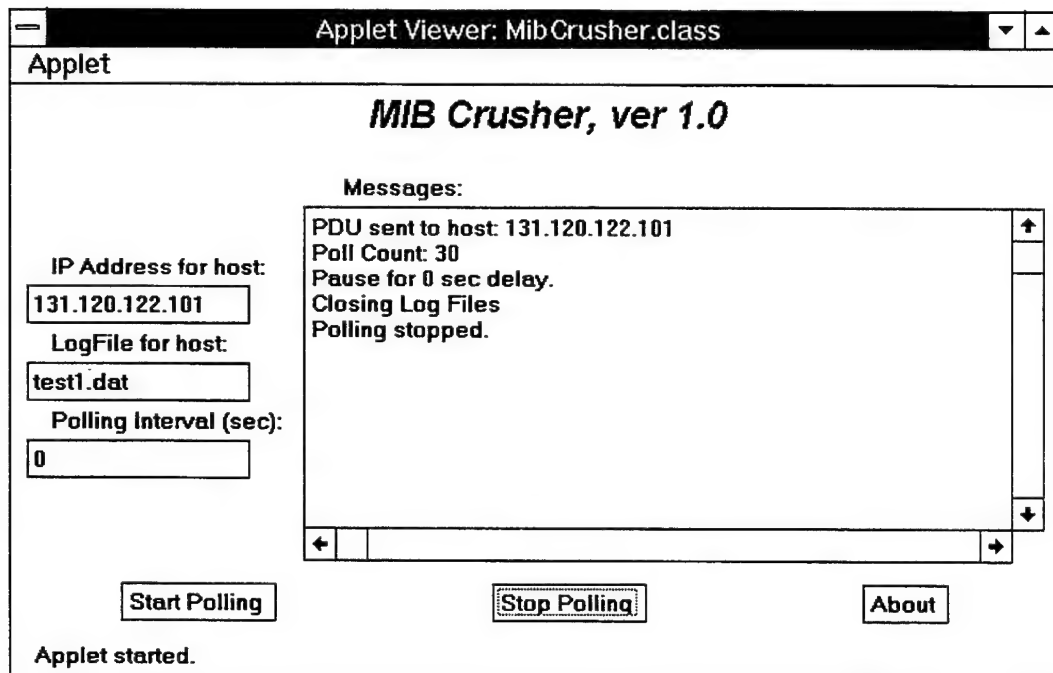 Applet Viewer: MibCrusher.class
Applet
MIB Crusher, ver 1.0
Messages:
PDU sent to host: 131.120.122.101
Poll Count: 30
Pause for 0 sec delay.
Closing Log Files
Polling stopped.
IP Address for host:
131.120.122.101
LogFile for host:
test1.dat
Polling Interval (sec):
0
Start Polling
Stop Polling
About
Applet started.